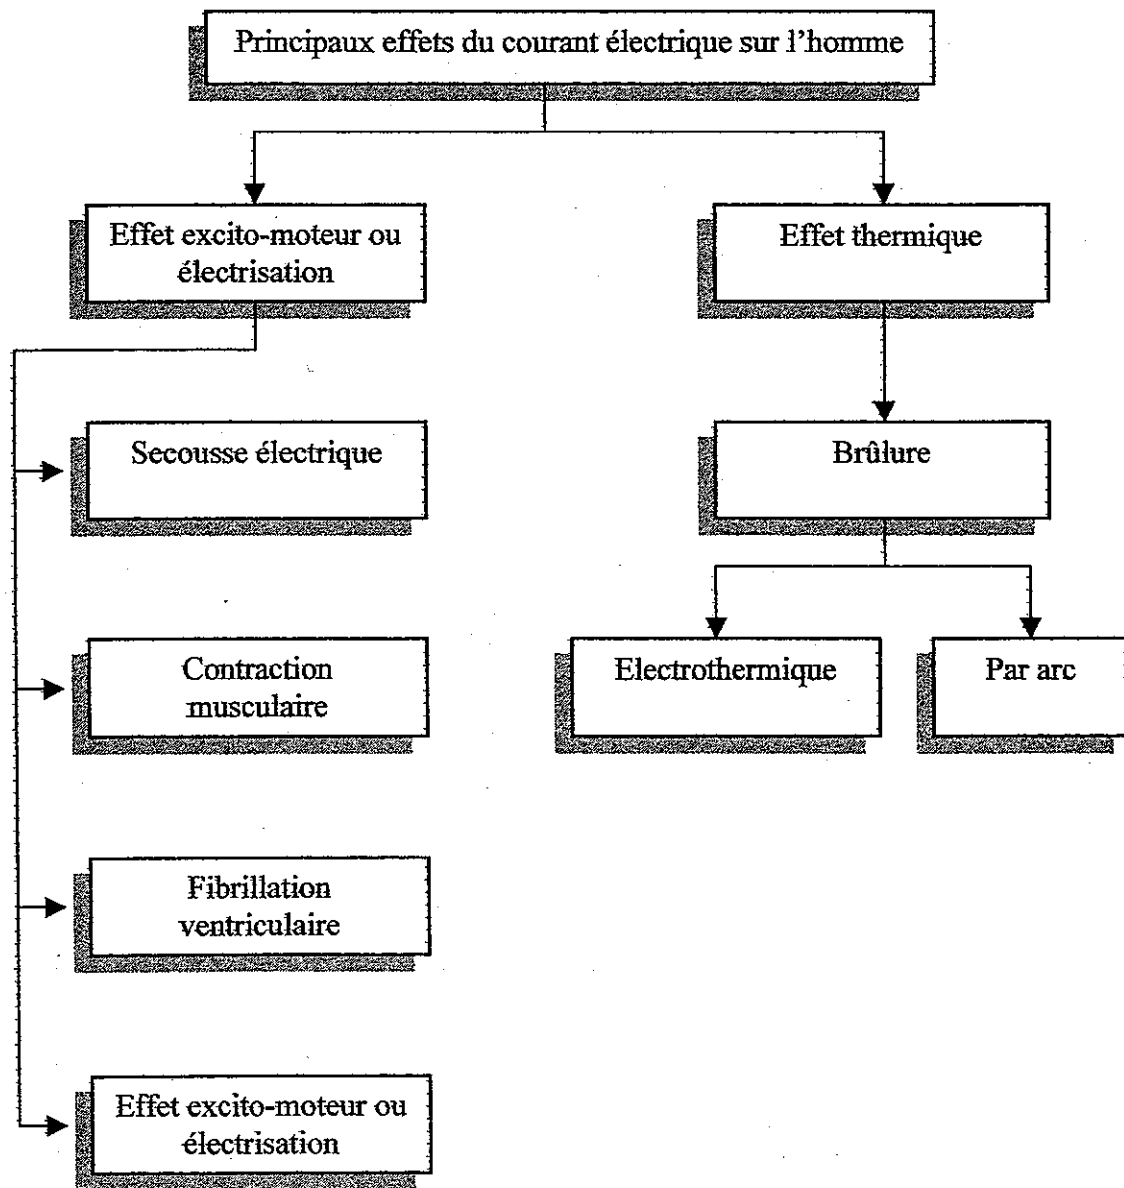 Principaux effets du courant électrique sur l'homme
Effet excito-moteur ou
électrisation
Effet thermique
Secousse électrique
Brûlure
Contraction
musculaire
Electrothermique
Par arc
Fibrillation
ventriculaire
Effet excito-moteur ou
électrisation